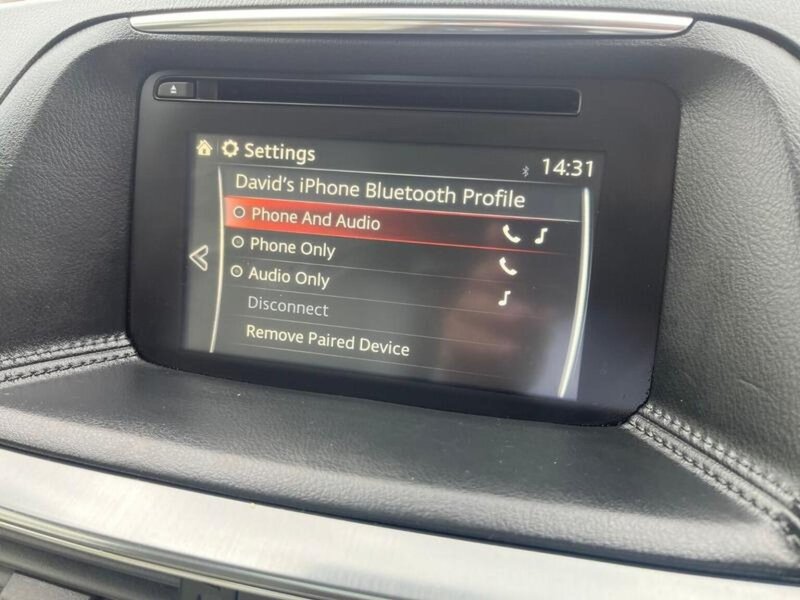 Settings 14:31
David's iPhone Bluetooth Profile
Phone And Audio
Phone Only
Audio Only
Disconnect
Remove Paired Device